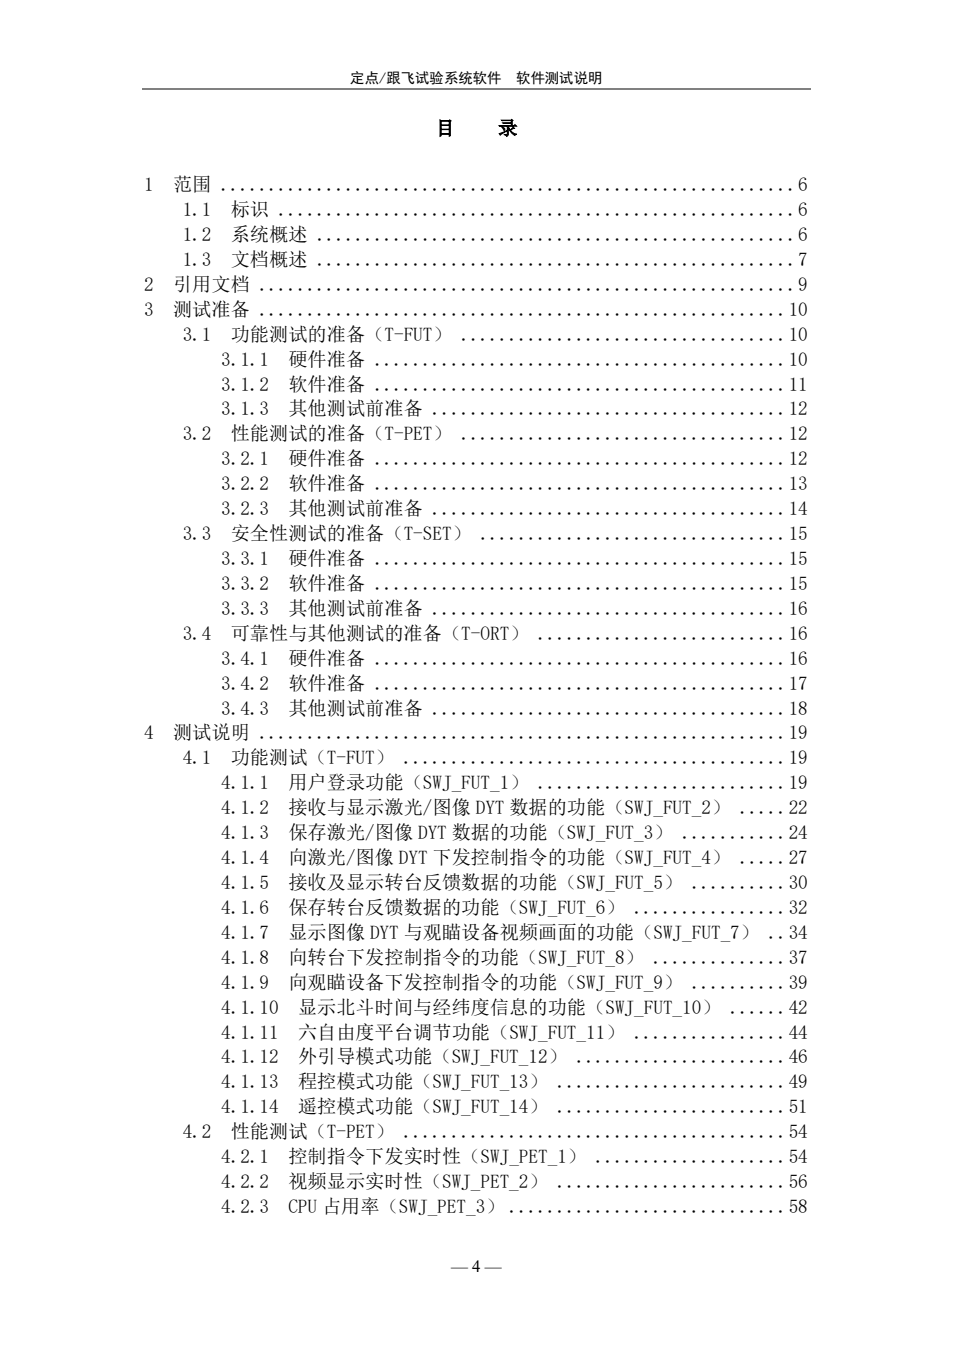 定点/跟飞试验系统软件　软件测试说明
目　　录
1　范围 ............................................................ 6
1.1　标识 ...................................................... 6
1.2　系统概述 .................................................. 6
1.3　文档概述 .................................................. 7
2　引用文档 ........................................................ 9
3　测试准备 ....................................................... 10
3.1　功能测试的准备（T-FUT） .................................. 10
3.1.1　硬件准备 ........................................... 10
3.1.2　软件准备 ........................................... 11
3.1.3　其他测试前准备 ..................................... 12
3.2　性能测试的准备（T-PET） .................................. 12
3.2.1　硬件准备 ........................................... 12
3.2.2　软件准备 ........................................... 13
3.2.3　其他测试前准备 ..................................... 14
3.3　安全性测试的准备（T-SET） ................................ 15
3.3.1　硬件准备 ........................................... 15
3.3.2　软件准备 ........................................... 15
3.3.3　其他测试前准备 ..................................... 16
3.4　可靠性与其他测试的准备（T-ORT） .......................... 16
3.4.1　硬件准备 ........................................... 16
3.4.2　软件准备 ........................................... 17
3.4.3　其他测试前准备 ..................................... 18
4　测试说明 ....................................................... 19
4.1　功能测试（T-FUT） ........................................ 19
4.1.1　用户登录功能（SWJ_FUT_1） .......................... 19
4.1.2　接收与显示激光/图像 DYT 数据的功能（SWJ_FUT_2） ..... 22
4.1.3　保存激光/图像 DYT 数据的功能（SWJ_FUT_3） ........... 24
4.1.4　向激光/图像 DYT 下发控制指令的功能（SWJ_FUT_4） ..... 27
4.1.5　接收及显示转台反馈数据的功能（SWJ_FUT_5） .......... 30
4.1.6　保存转台反馈数据的功能（SWJ_FUT_6） ................ 32
4.1.7　显示图像 DYT 与观瞄设备视频画面的功能（SWJ_FUT_7） .. 34
4.1.8　向转台下发控制指令的功能（SWJ_FUT_8） .............. 37
4.1.9　向观瞄设备下发控制指令的功能（SWJ_FUT_9） .......... 39
4.1.10　显示北斗时间与经纬度信息的功能（SWJ_FUT_10） ...... 42
4.1.11　六自由度平台调节功能（SWJ_FUT_11） ................ 44
4.1.12　外引导模式功能（SWJ_FUT_12） ...................... 46
4.1.13　程控模式功能（SWJ_FUT_13） ........................ 49
4.1.14　遥控模式功能（SWJ_FUT_14） ........................ 51
4.2　性能测试（T-PET） ........................................ 54
4.2.1　控制指令下发实时性（SWJ_PET_1） .................... 54
4.2.2　视频显示实时性（SWJ_PET_2） ........................ 56
4.2.3　CPU 占用率（SWJ_PET_3） ............................. 58
— 4 —